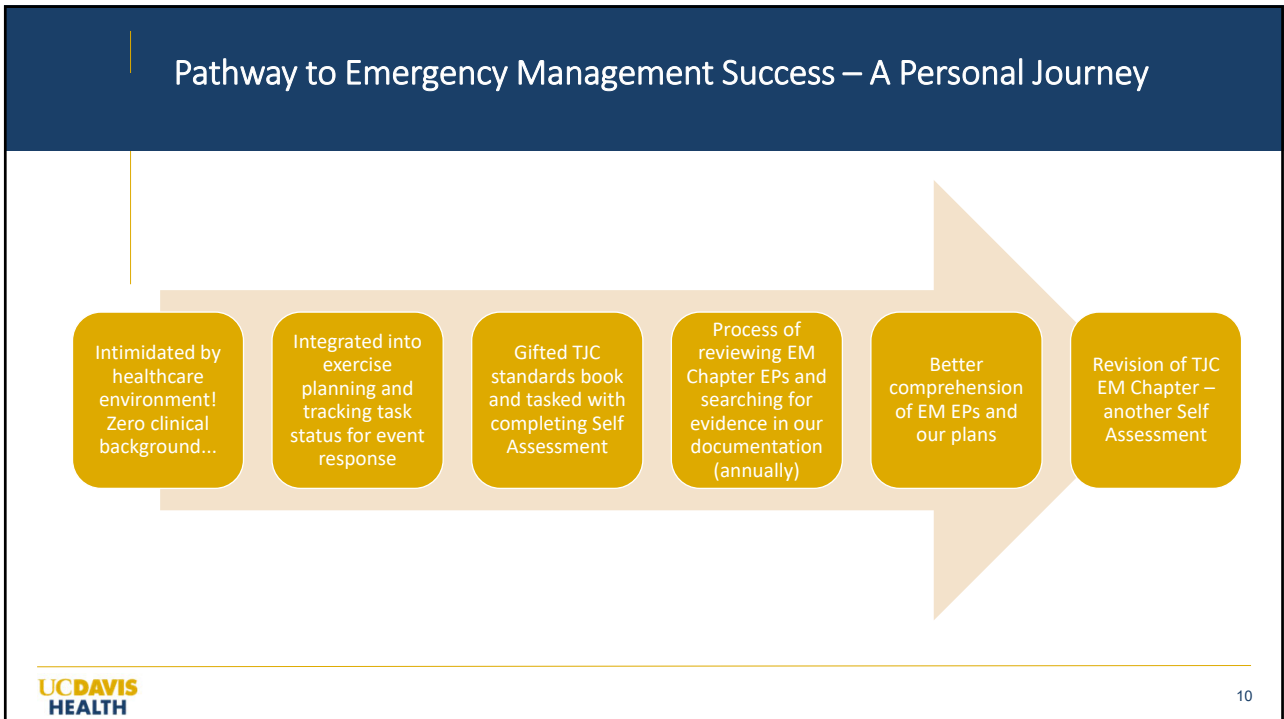 Pathway to Emergency Management Success – A Personal Journey
Intimidated by
healthcare
environment!
Zero clinical
background...
Integrated into
exercise
planning and
tracking task
status for event
response
Gifted TJC
standards book
and tasked with
completing Self
Assessment
Process of
reviewing EM
Chapter EPs and
searching for
evidence in our
documentation
(annually)
Better
comprehension
of EM EPs and
our plans
Revision of TJC
EM Chapter –
another Self
Assessment
UCDAVIS
HEALTH
10